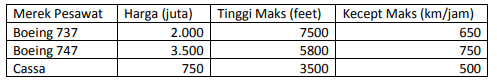 Merek Pesawat Harga (juta) Tinggi Maks (feet) Kecept Maks (km/jam)
Boeing 737 2.000 7500 650
Boeing 747 3.500 5800 750
Cassa 750 3500 500